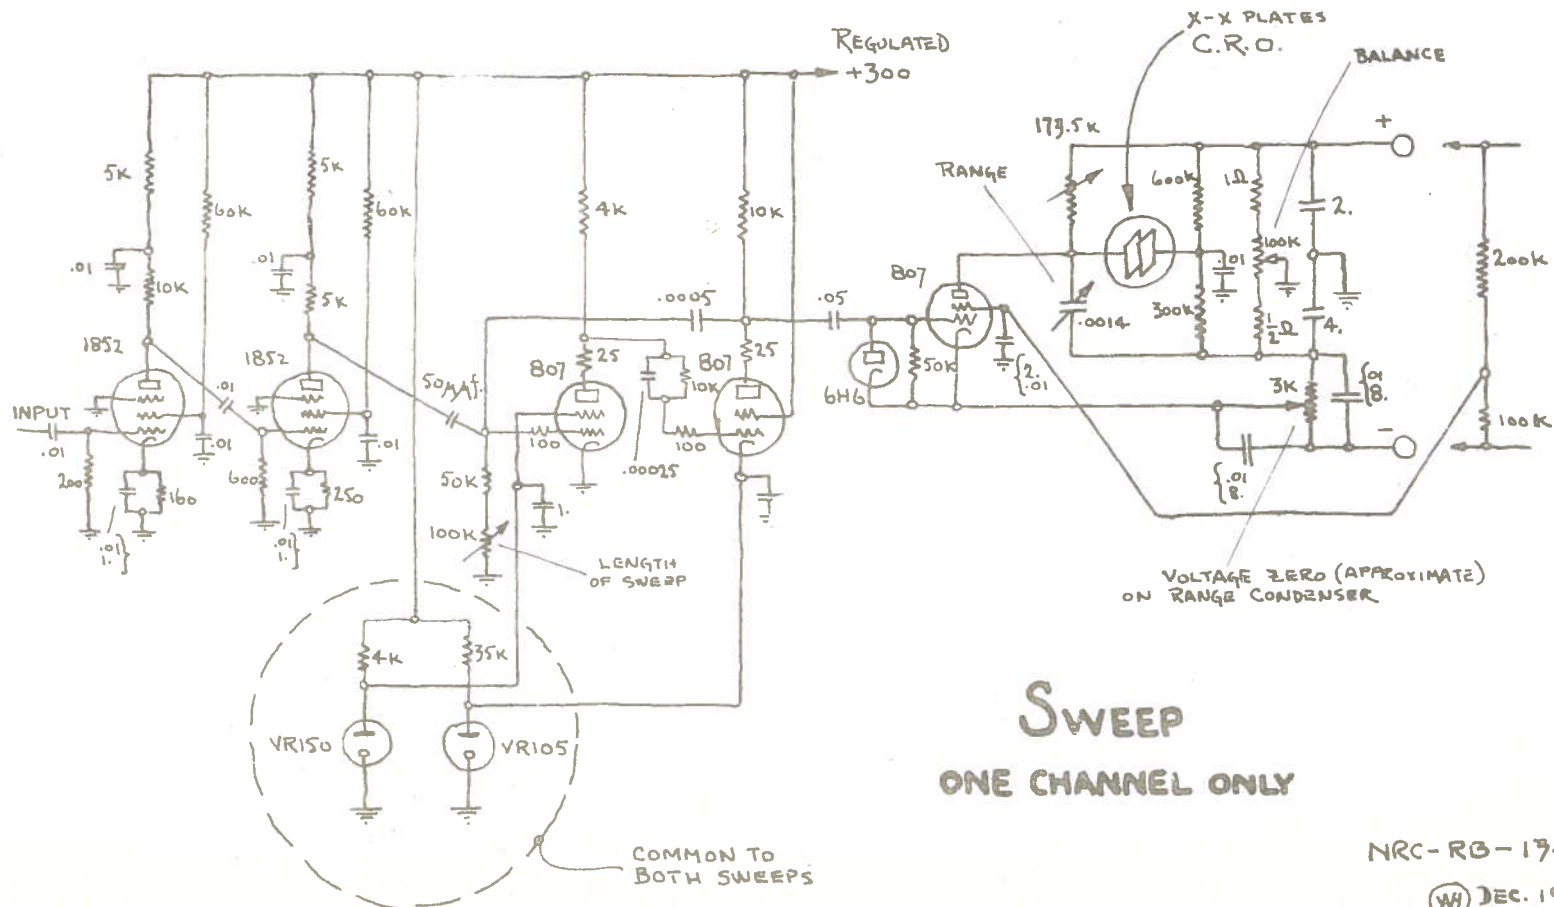 REGULATED
+300
X-X PLATES
C.R.O.
BALANCE
RANGE
179.5K
+
5K
60K
5K
60K
4K
10K
600K
1Ω
2.
200K
.01
10K
.01
5K
100K
.01
.0005
.05
807
.0014
300K
½Ω
4.
1852
1852
50μμf.
807
25
807
25
10K
50K
{2.
.01
6H6
3K
{.01
8.
100K
INPUT
.01
.01
.01
.01
100
.00025
100
200
160
600
250
50K
1.
{.01
8.
-
.01}
1.
.01}
1.
100K
LENGTH
OF SWEEP
VOLTAGE ZERO (APPROXIMATE)
ON RANGE CONDENSER
4K
35K
VR150
VR105
SWEEP
ONE CHANNEL ONLY
COMMON TO
BOTH SWEEPS
NRC-RB-17
WH DEC. 19